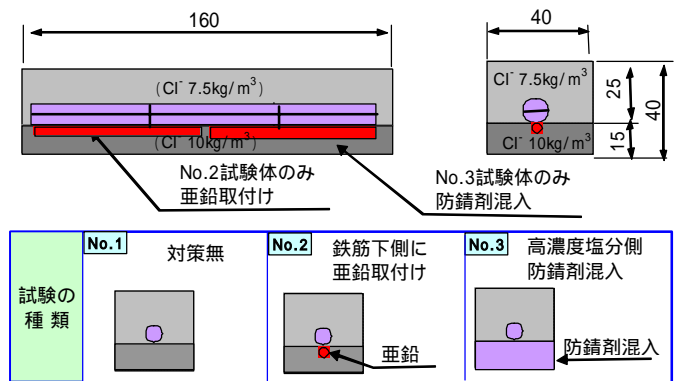 160
40
(Cl⁻ 7.5kg/m³)
(Cl⁻ 10kg/m³)
Cl⁻ 7.5kg/m³
Cl⁻ 10kg/m³
25
15
40
No.2試験体のみ
亜鉛取付け
No.3試験体のみ
防錆剤混入
試験の
種 類
No.1
対策無
No.2
鉄筋下側に
亜鉛取付け
亜鉛
No.3
高濃度塩分側
防錆剤混入
防錆剤混入